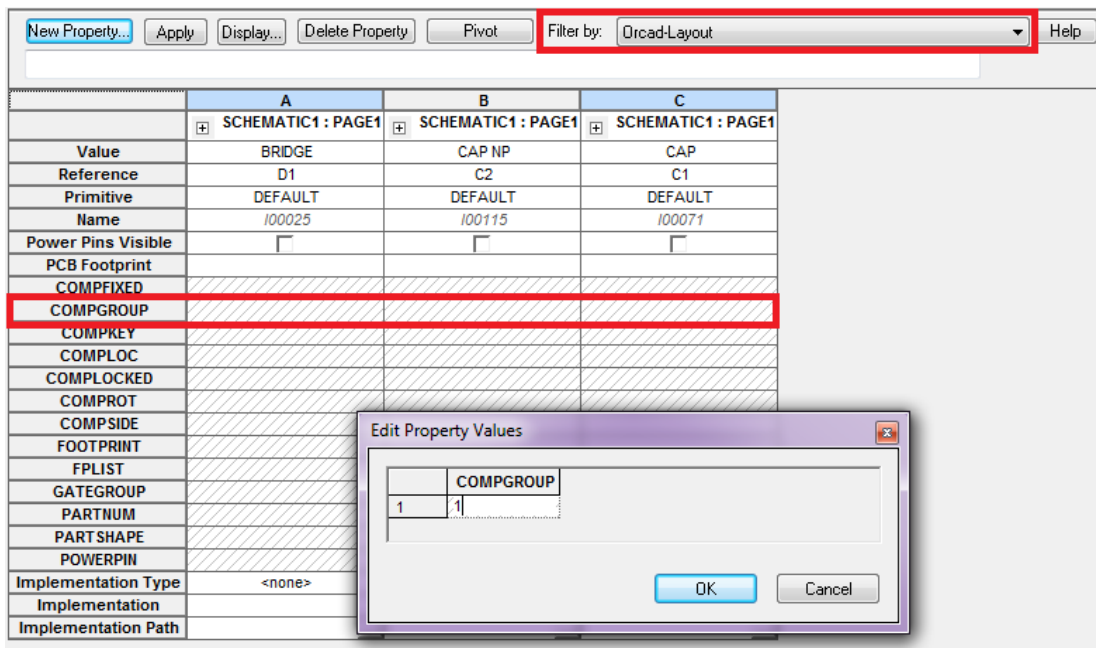 New Property... Apply Display... Delete Property Pivot Filter by: Orcad-Layout Help
A B C
SCHEMATIC1 : PAGE1 SCHEMATIC1 : PAGE1 SCHEMATIC1 : PAGE1
Value BRIDGE CAP NP CAP
Reference D1 C2 C1
Primitive DEFAULT DEFAULT DEFAULT
Name I00025 I00115 I00071
Power Pins Visible
PCB Footprint
COMPFIXED
COMPGROUP
COMPKEY
COMPLOC
COMPLOCKED
COMPROT
COMPSIDE
FOOTPRINT
FPLIST
GATEGROUP
PARTNUM
PARTSHAPE
POWERPIN
Implementation Type <none>
Implementation
Implementation Path
Edit Property Values
COMPGROUP
1 1
OK Cancel